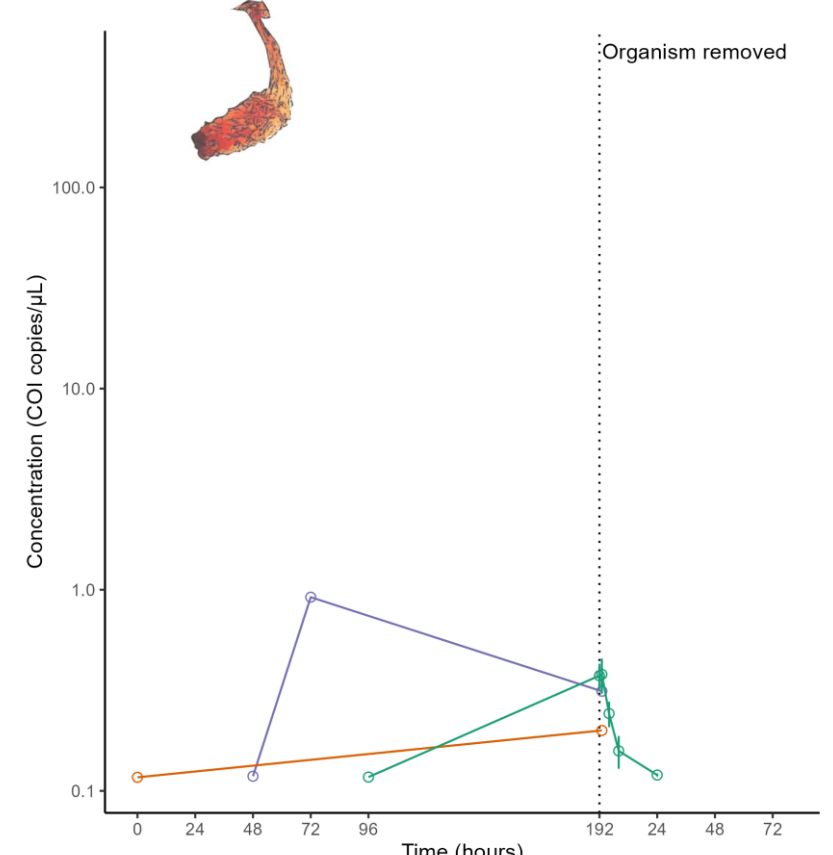 Organism removed
100.0
10.0
1.0
0.1
Concentration (COI copies/µL)
0 24 48 72 96 192 24 48 72
Time (hours)